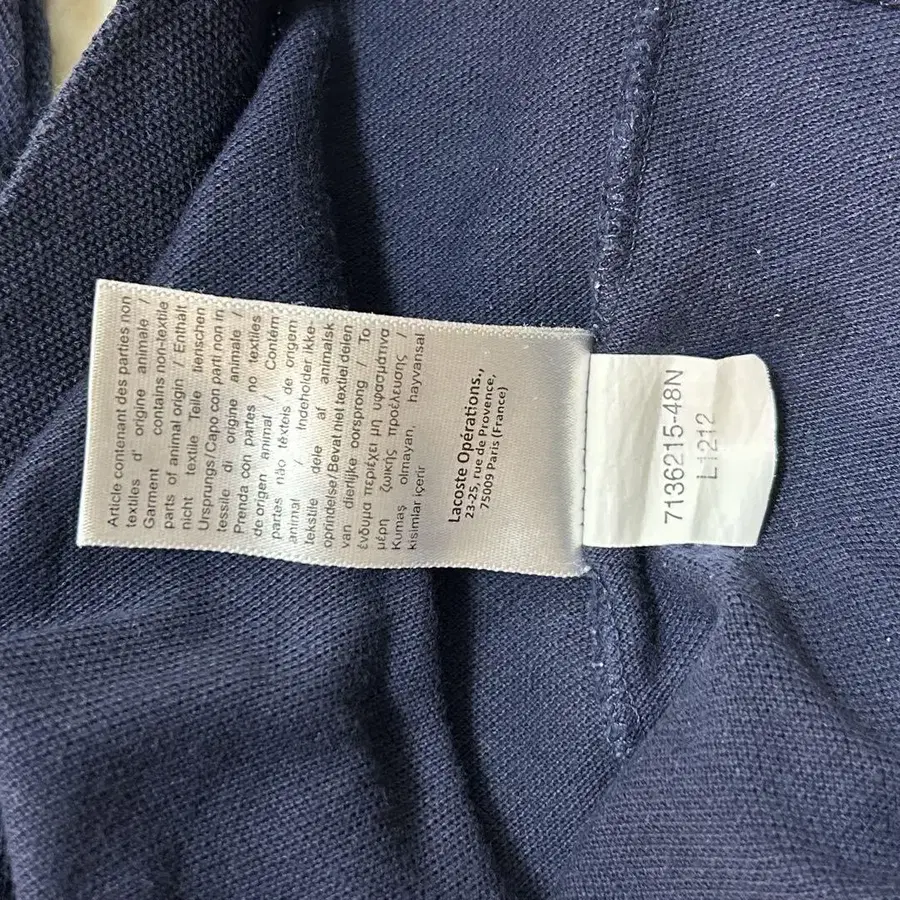 Article contenant des parties non
textiles d' origine animale /
Garment contains non-textile
parts of animal origin / Enthält
nicht textile Teile tierischen
Ursprungs/Capo con parti non in
tessile di origine animale /
Prenda con partes no textiles
de origen animal / Contém
partes não têxteis de origem
animal / Indeholder ikke-
tekstile dele af animalsk
oprindelse/Bevat niet textiel delen
van dierlijke oorsprong / Το
ένδυμα περιέχει μη υφασμάτινα
μέρη ζωικής προέλευσης /
Kumaş olmayan, hayvansal
kisimlar içerir
Lacoste Opérations.,
23-25, rue de Provence,
75009 Paris (France)
7136215-48N
L1212